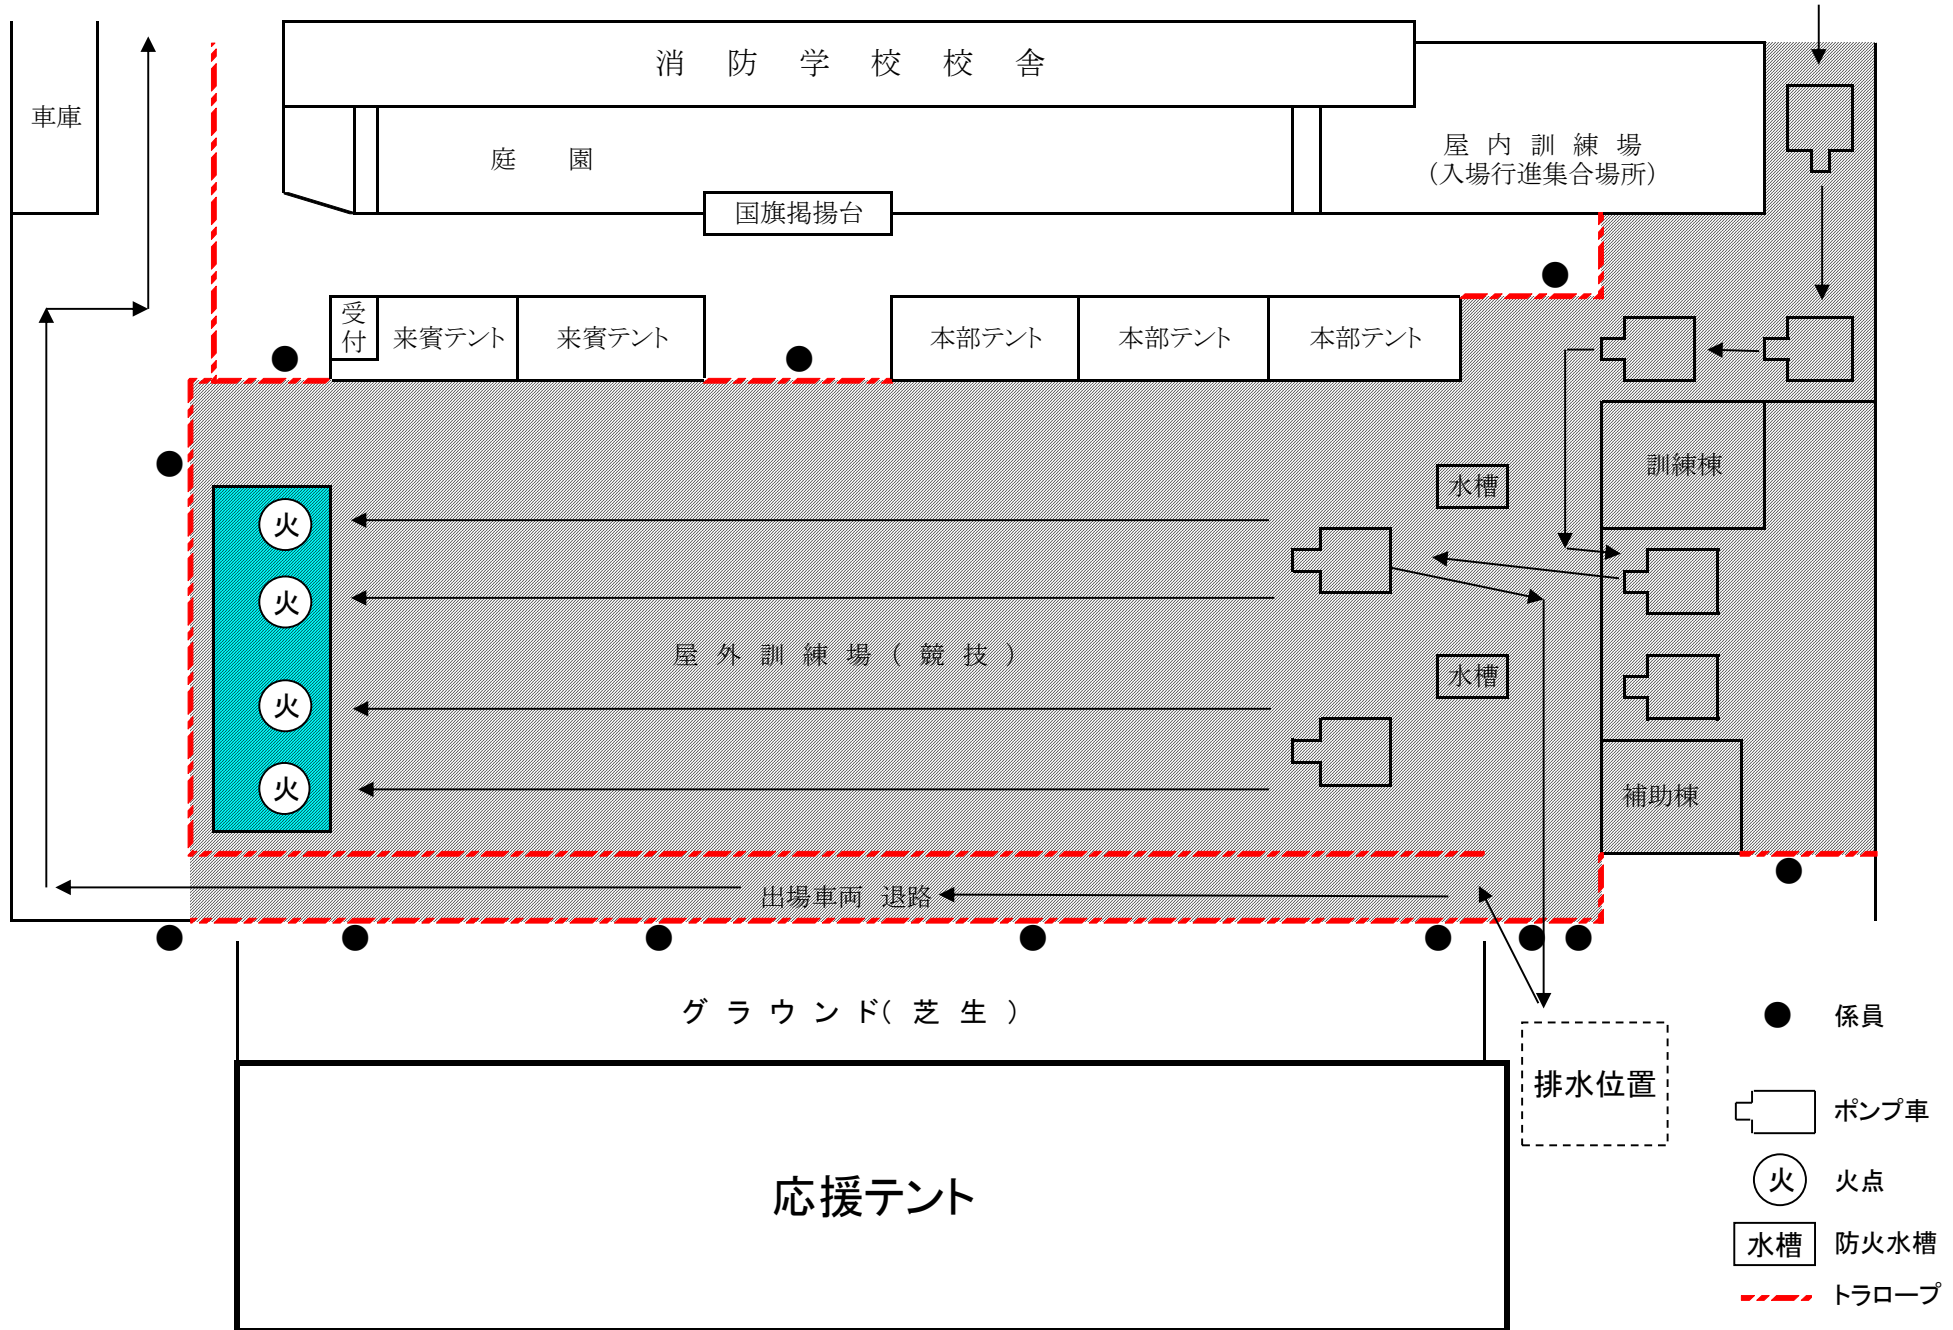 消防学校校舎
車庫
屋内訓練場
(入場行進集合場所)
庭園
国旗掲揚台
受付
来賓テント
来賓テント
本部テント
本部テント
本部テント
訓練棟
水槽
火
火
屋外訓練場(競技)
水槽
火
火
補助棟
出場車両 退路
グラウンド(芝生)
係員
排水位置
ポンプ車
応援テント
火 火点
水槽 防火水槽
トラロープ